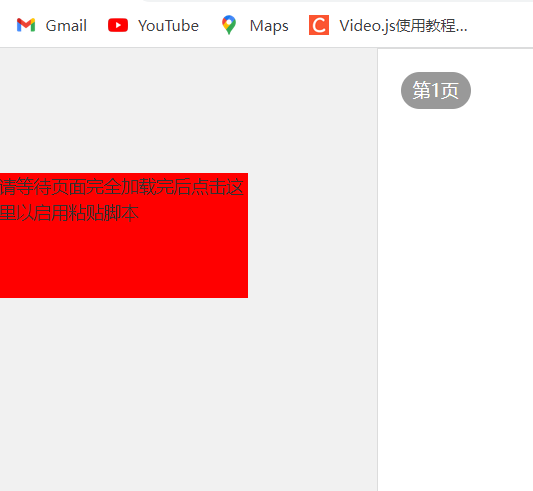 Gmail
YouTube
Maps
Video.js使用教程...
第1页
请等待页面完全加载完后点击这
里以启用粘贴脚本